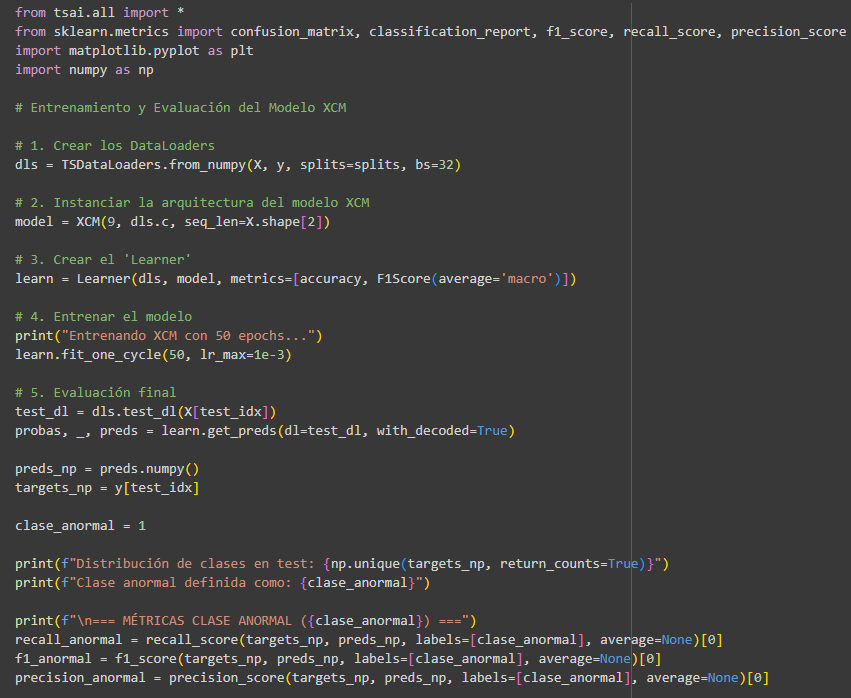 from tsai.all import *
from sklearn.metrics import confusion_matrix, classification_report, f1_score, recall_score, precision_score
import matplotlib.pyplot as plt
import numpy as np
# Entrenamiento y Evaluación del Modelo XCM
# 1. Crear los DataLoaders
dls = TSDataLoaders.from_numpy(X, y, splits=splits, bs=32)
# 2. Instanciar la arquitectura del modelo XCM
model = XCM(9, dls.c, seq_len=X.shape[2])
# 3. Crear el 'Learner'
learn = Learner(dls, model, metrics=[accuracy, F1Score(average='macro')])
# 4. Entrenar el modelo
print("Entrenando XCM con 50 epochs...")
learn.fit_one_cycle(50, lr_max=1e-3)
# 5. Evaluación final
test_dl = dls.test_dl(X[test_idx])
probas, _, preds = learn.get_preds(dl=test_dl, with_decoded=True)
preds_np = preds.numpy()
targets_np = y[test_idx]
clase_anormal = 1
print(f"Distribución de clases en test: {np.unique(targets_np, return_counts=True)}")
print(f"Clase anormal definida como: {clase_anormal}")
print(f"\n=== MÉTRICAS CLASE ANORMAL ({clase_anormal}) ===")
recall_anormal = recall_score(targets_np, preds_np, labels=[clase_anormal], average=None)[0]
f1_anormal = f1_score(targets_np, preds_np, labels=[clase_anormal], average=None)[0]
precision_anormal = precision_score(targets_np, preds_np, labels=[clase_anormal], average=None)[0]